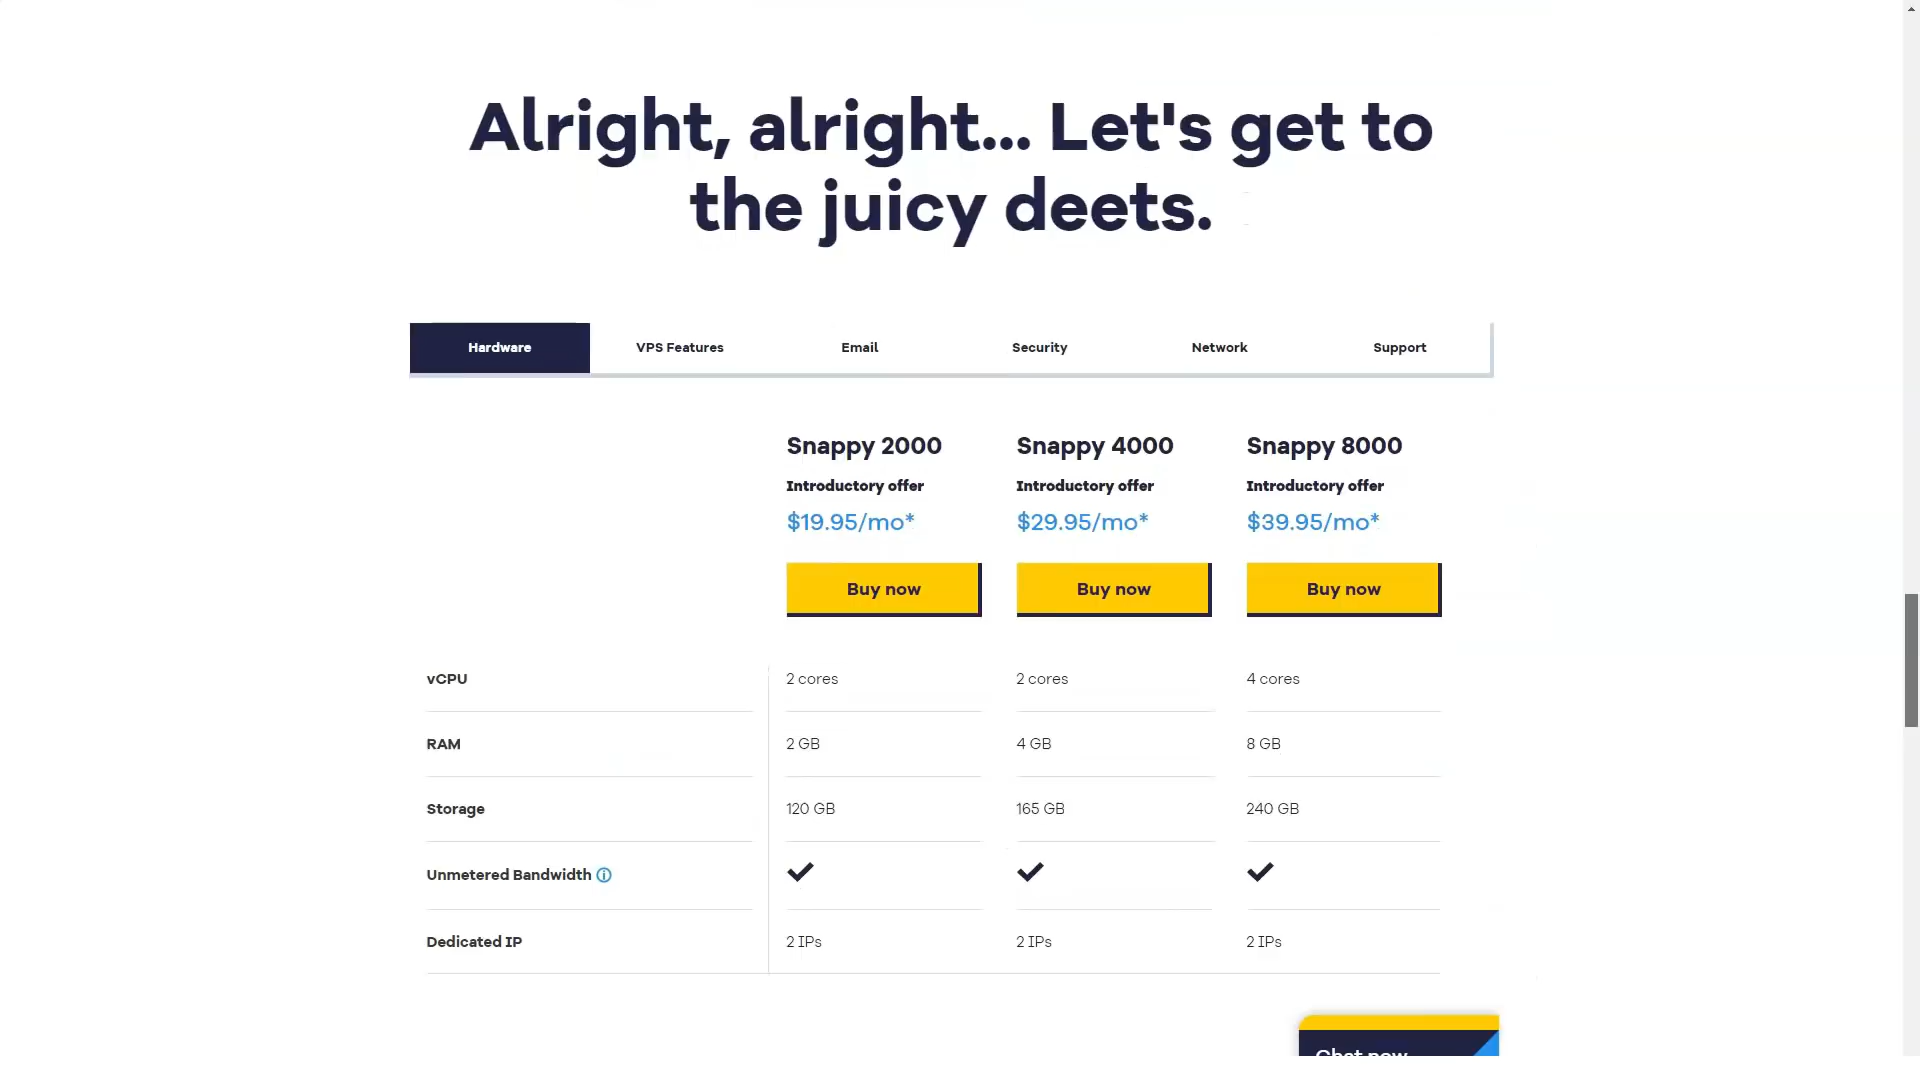 Alright, alright... Let's get to
the juicy deets.
Hardware VPS Features Email Security Network Support
Snappy 2000 Snappy 4000 Snappy 8000
Introductory offer Introductory offer Introductory offer
$19.95/mo* $29.95/mo* $39.95/mo*
Buy now Buy now Buy now
vCPU 2 cores 2 cores 4 cores
RAM 2 GB 4 GB 8 GB
Storage 120 GB 165 GB 240 GB
Unmetered Bandwidth
Dedicated IP 2 IPs 2 IPs 2 IPs
Chat now